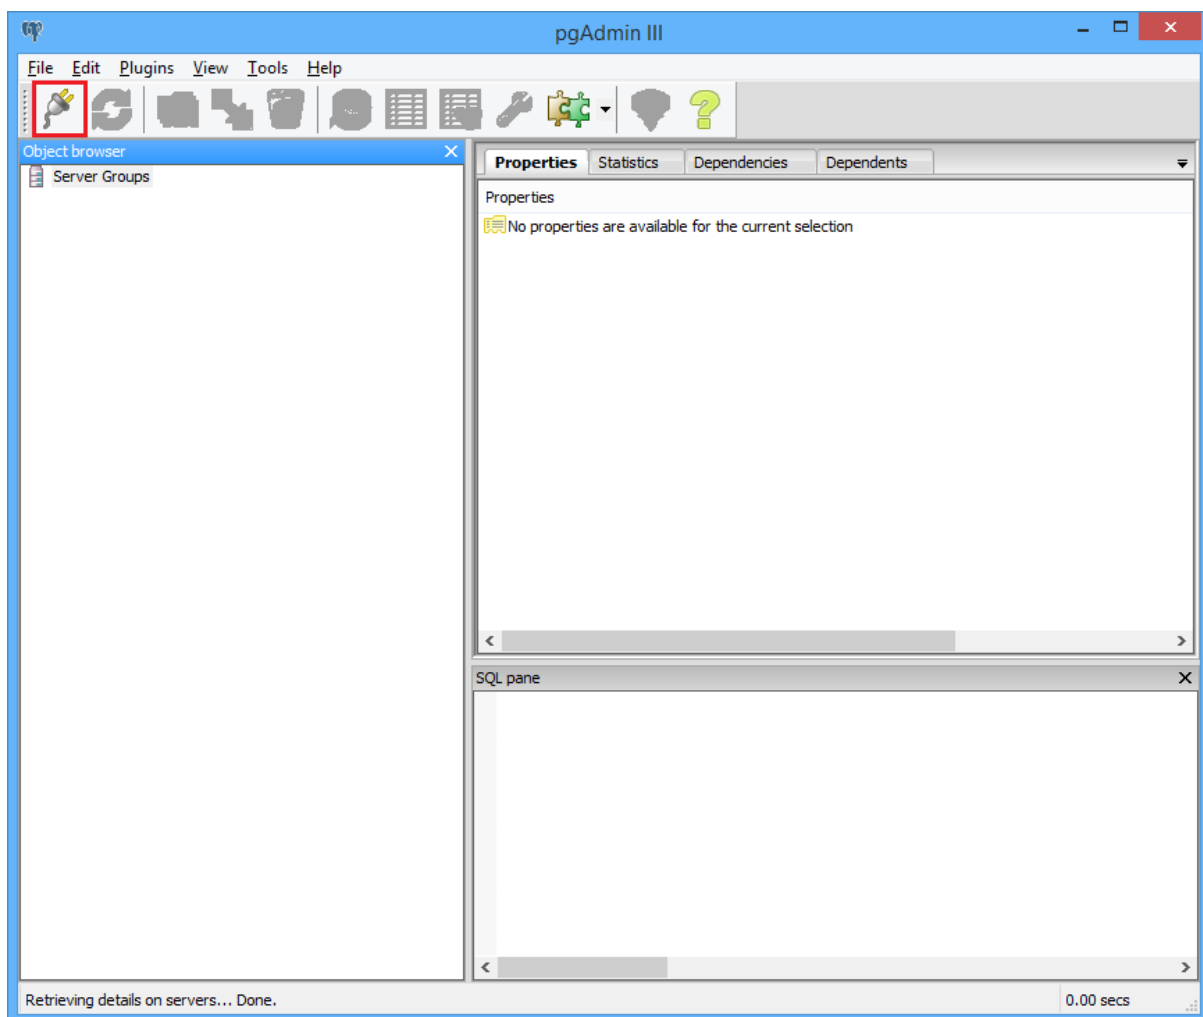 pgAdmin III
File Edit Plugins View Tools Help
Object browser
Server Groups
Properties Statistics Dependencies Dependents
Properties
No properties are available for the current selection
SQL pane
Retrieving details on servers... Done. 0.00 secs